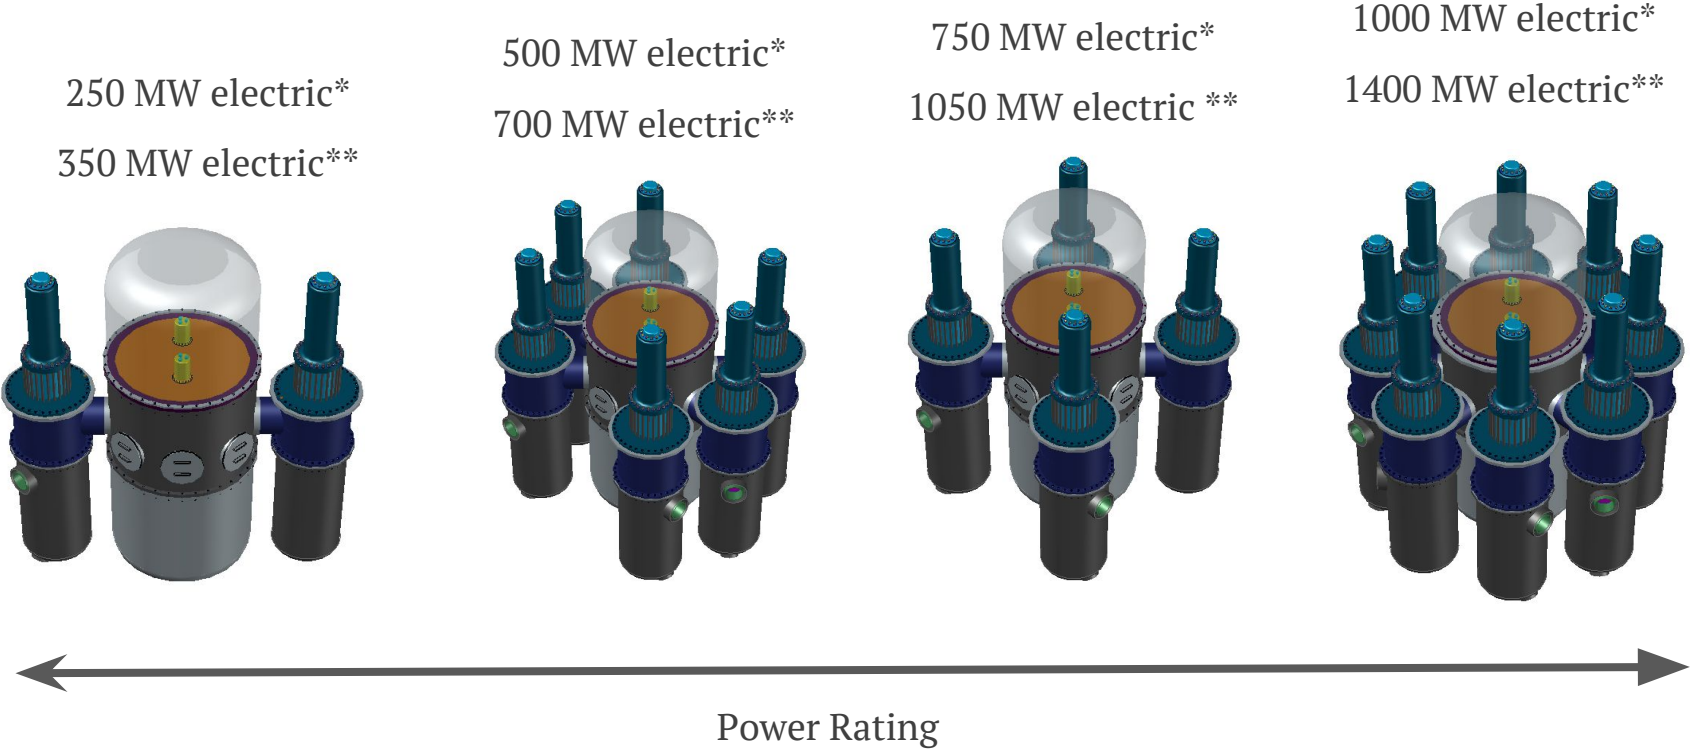 250 MW electric*
350 MW electric**
500 MW electric*
700 MW electric**
750 MW electric*
1050 MW electric **
1000 MW electric*
1400 MW electric**
Power Rating